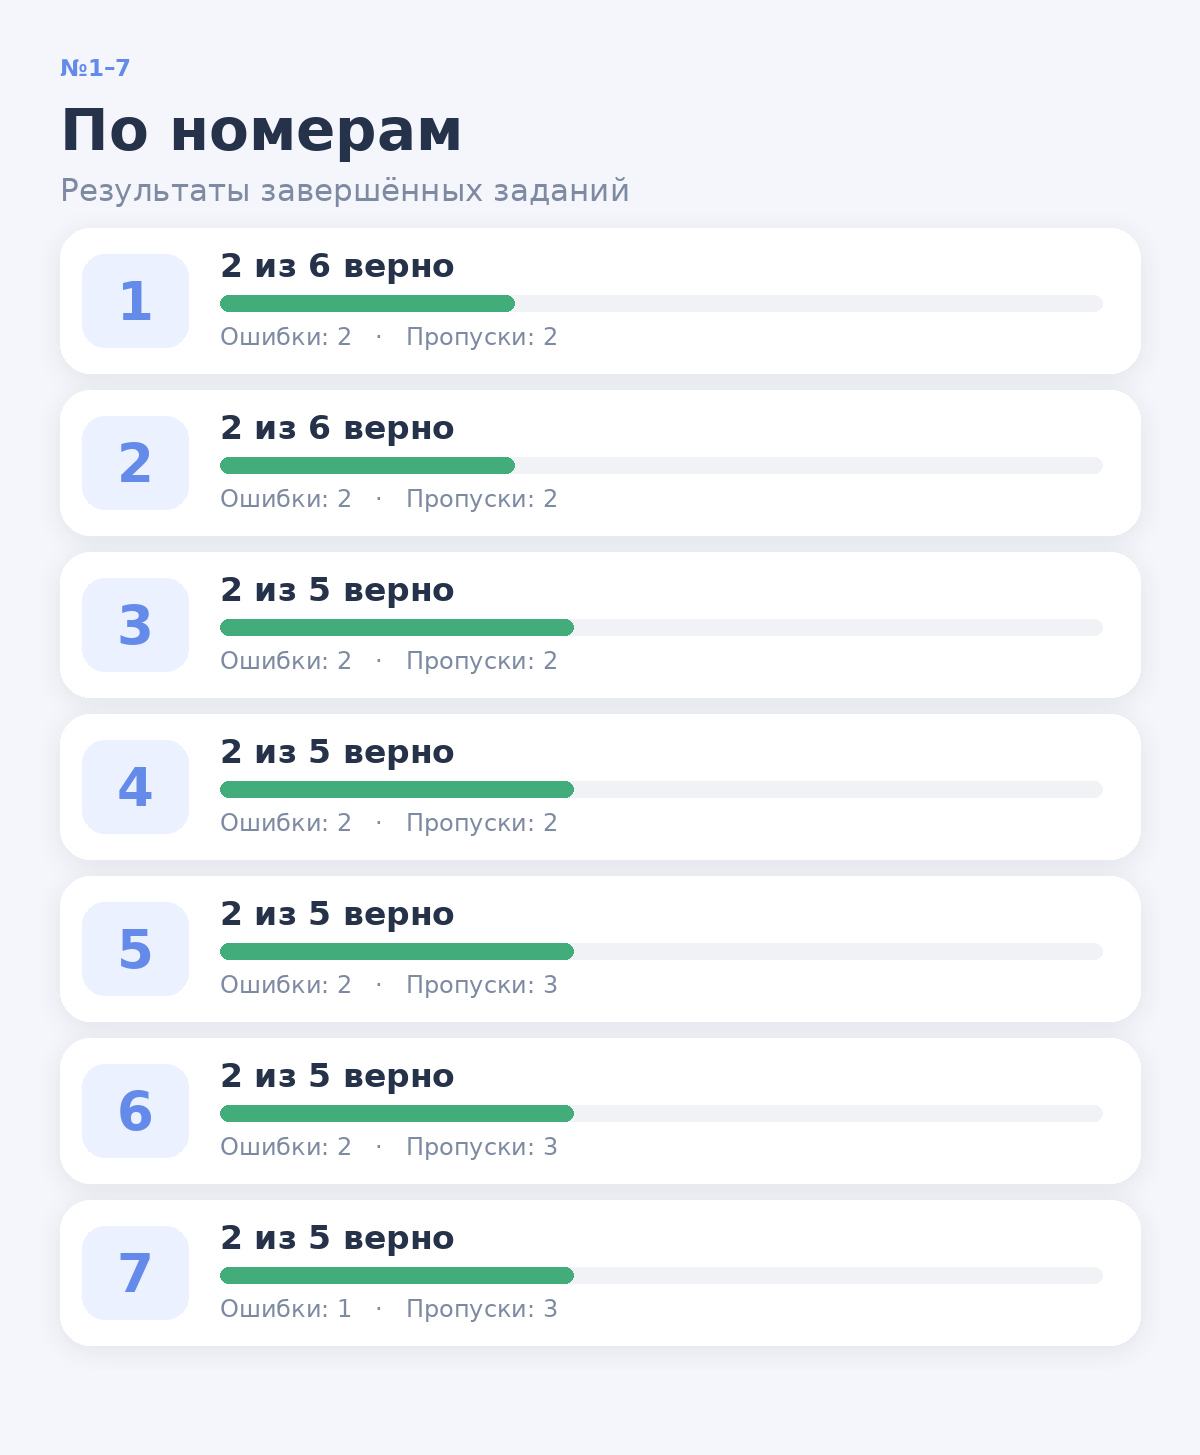 №1–7
По номерам
Результаты завершённых заданий
1
2 из 6 верно
Ошибки: 2 · Пропуски: 2
2
2 из 6 верно
Ошибки: 2 · Пропуски: 2
3
2 из 5 верно
Ошибки: 2 · Пропуски: 2
4
2 из 5 верно
Ошибки: 2 · Пропуски: 2
5
2 из 5 верно
Ошибки: 2 · Пропуски: 3
6
2 из 5 верно
Ошибки: 2 · Пропуски: 3
7
2 из 5 верно
Ошибки: 1 · Пропуски: 3